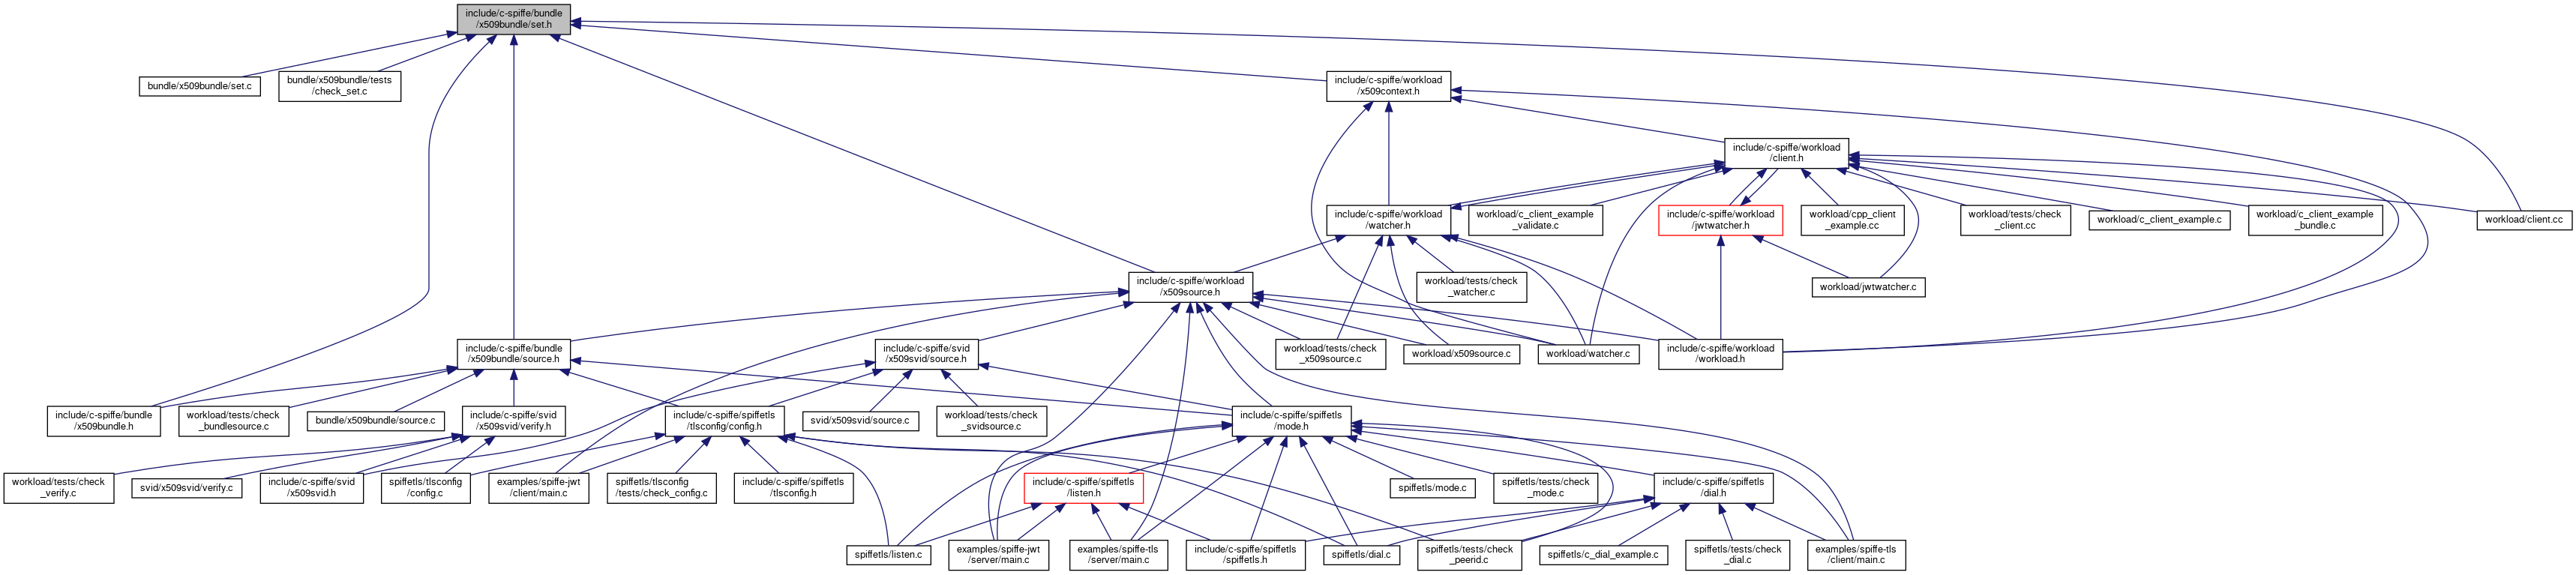 include/c-spiffe/bundle
/x509bundle/set.h
bundle/x509bundle/set.c
bundle/x509bundle/tests
/check_set.c
include/c-spiffe/workload
/x509context.h
include/c-spiffe/workload
/client.h
include/c-spiffe/workload
/watcher.h
workload/c_client_example
_validate.c
include/c-spiffe/workload
/jwtwatcher.h
workload/cpp_client
_example.cc
workload/tests/check
_client.cc
workload/c_client_example.c
workload/c_client_example
_bundle.c
workload/client.cc
include/c-spiffe/workload
/x509source.h
workload/tests/check
_watcher.c
workload/jwtwatcher.c
include/c-spiffe/bundle
/x509bundle/source.h
include/c-spiffe/svid
/x509svid/source.h
workload/tests/check
_x509source.c
workload/x509source.c
workload/watcher.c
include/c-spiffe/workload
/workload.h
include/c-spiffe/bundle
/x509bundle.h
workload/tests/check
_bundlesource.c
bundle/x509bundle/source.c
include/c-spiffe/svid
/x509svid/verify.h
include/c-spiffe/spiffetls
/tlsconfig/config.h
svid/x509svid/source.c
workload/tests/check
_svidsource.c
include/c-spiffe/spiffetls
/mode.h
workload/tests/check
_verify.c
svid/x509svid/verify.c
include/c-spiffe/svid
/x509svid.h
spiffetls/tlsconfig
/config.c
examples/spiffe-jwt
/client/main.c
spiffetls/tlsconfig
/tests/check_config.c
include/c-spiffe/spiffetls
/tlsconfig.h
include/c-spiffe/spiffetls
/listen.h
spiffetls/mode.c
spiffetls/tests/check
_mode.c
include/c-spiffe/spiffetls
/dial.h
spiffetls/listen.c
examples/spiffe-jwt
/server/main.c
examples/spiffe-tls
/server/main.c
include/c-spiffe/spiffetls
/spiffetls.h
spiffetls/dial.c
spiffetls/tests/check
_peerid.c
spiffetls/c_dial_example.c
spiffetls/tests/check
_dial.c
examples/spiffe-tls
/client/main.c